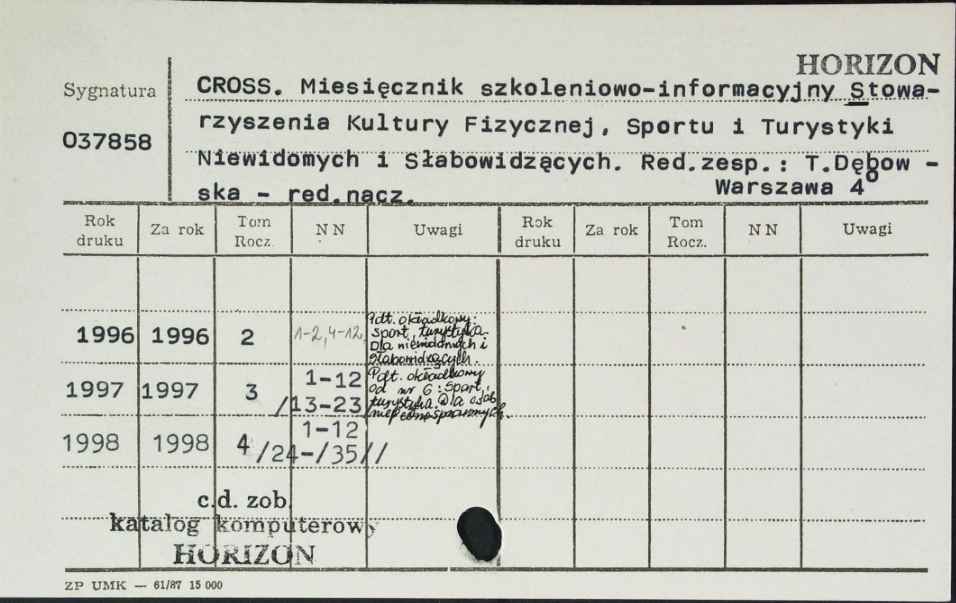 HORIZON
Sygnatura
037858
CROSS. Miesięcznik szkoleniowo-informacyjny Stowa-
rzyszenia Kultury Fizycznej, Sportu i Turystyki
Niewidomych i Słabowidzących. Red.zesp.: T.Dębow -
ska - red.nacz.
Warszawa 4°
Rok druku Za rok Tom Rocz. N N Uwagi Rok druku Za rok Tom Rocz. N N Uwagi
1996 1996 2 1-2, 4-12 Pdt. okładkowy:
sport, turystyka
Dla niewidomych i
słabowidzących.
1997 1997 3 1-12 Pdt. okładkowy
/13-23/ od nr 6: Sport,
turystyka. Dla osób
niepełnosprawnych.
1998 1998 4 1-12
/24-/35//
c.d. zob.
katalog komputerowy
HORIZON
ZP UMK — 61/87 15 000